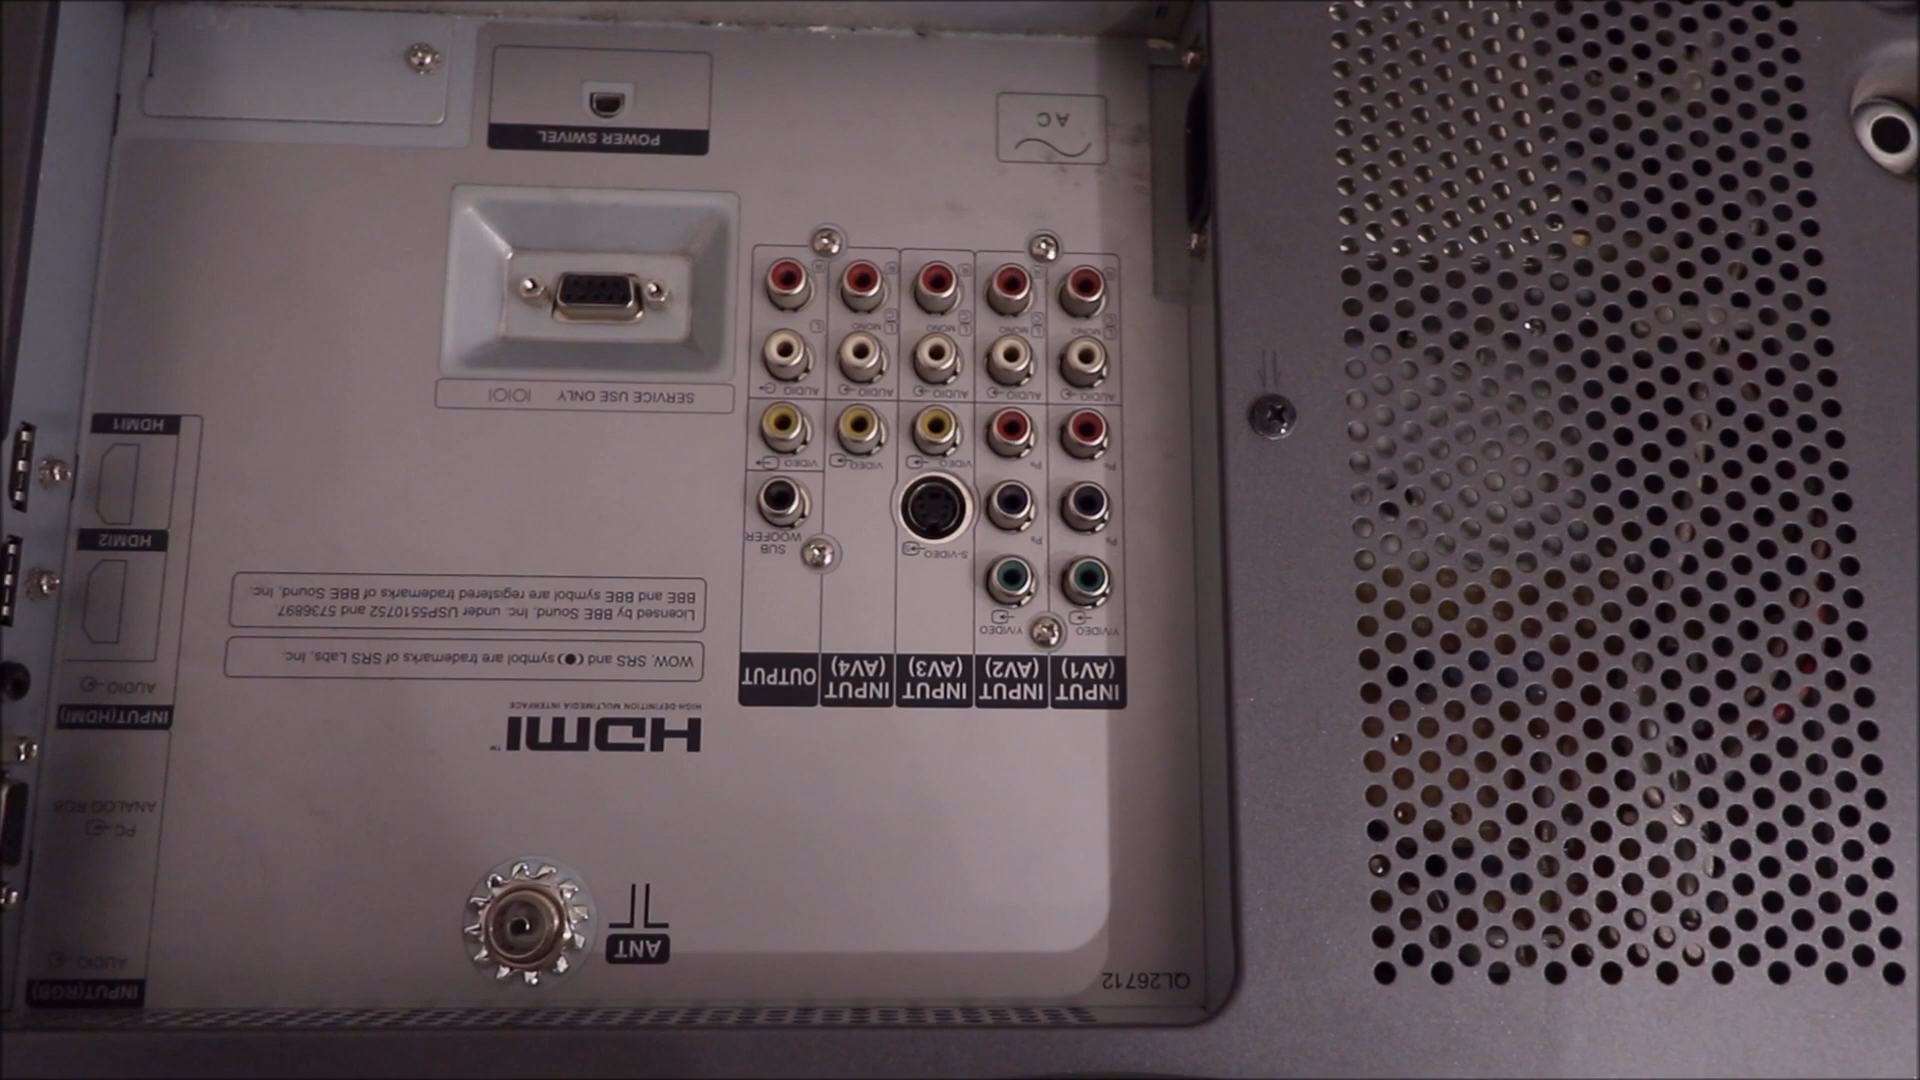 QL26712
ANT
INPUT(RGB)
AUDIO
PC
ANALOG RGB
HDMI™
HIGH-DEFINITION MULTIMEDIA INTERFACE
INPUT(HDMI)
AUDIO
HDMI2
HDMI1
INPUT (AV1)
INPUT (AV2)
INPUT (AV3)
INPUT (AV4)
OUTPUT
WOW, SRS and (●) symbol are trademarks of SRS Labs, Inc.
Licensed by BBE Sound, Inc. under USP5510752 and 5736897.
BBE and BBE symbol are registered trademarks of BBE Sound, Inc.
Y/VIDEO
Y/VIDEO
S-VIDEO
SUB
WOOFER
PB
PB
PR
PR
VIDEO
VIDEO
VIDEO
AUDIO
AUDIO
AUDIO
AUDIO
AUDIO
L MONO
L MONO
L MONO
L MONO
L
R
R
R
R
R
SERVICE USE ONLY IOIOI
AC
POWER SWIVEL